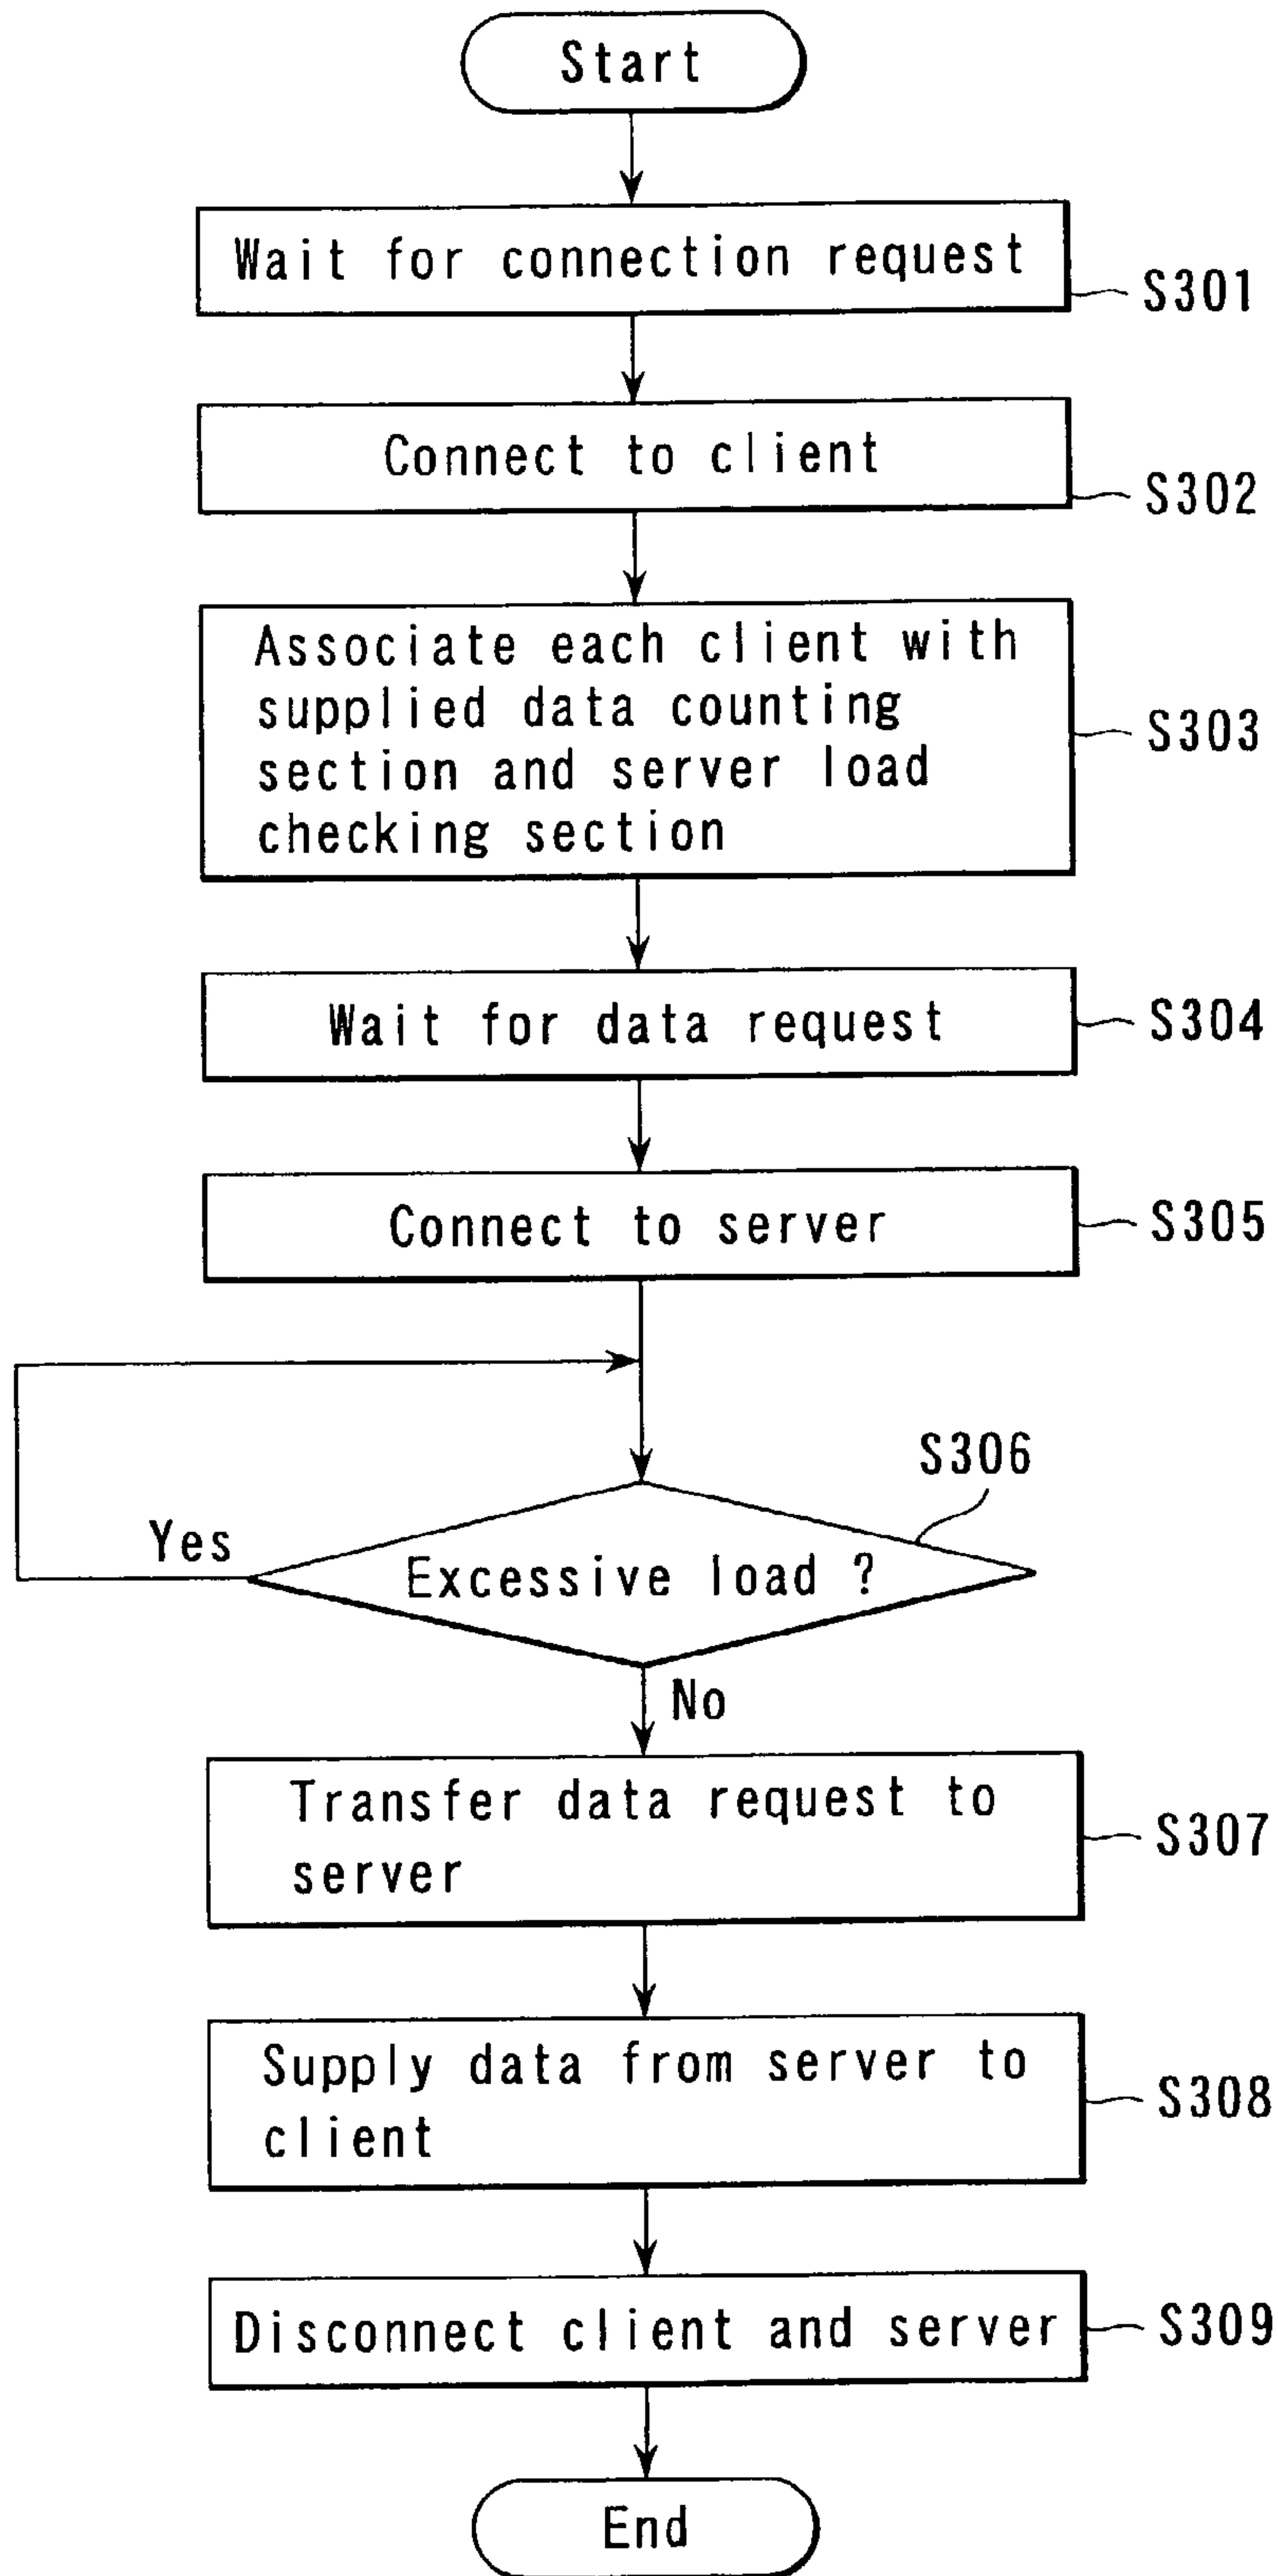 Start
Wait for connection request
S301
Connect to client
S302
Associate each client with
supplied data counting
section and server load
checking section
S303
Wait for data request
S304
Connect to server
S305
S306
Yes
Excessive load ?
No
Transfer data request to
server
S307
Supply data from server to
client
S308
Disconnect client and server
S309
End